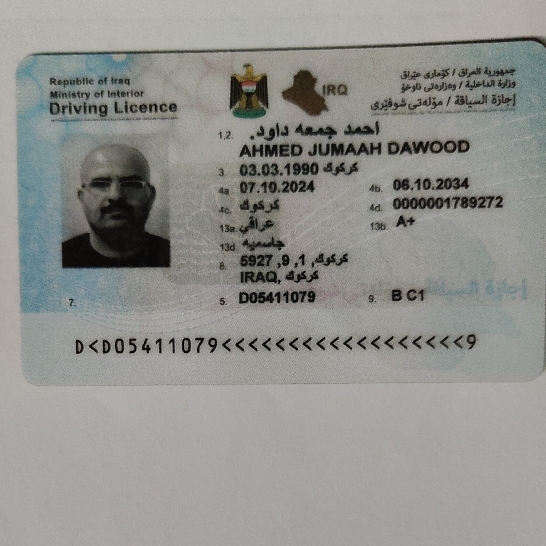 Republic of Iraq
Ministry of Interior
Driving Licence
IRQ
جمهورية العراق / كۆماری عێراق
وزارة الداخلية / وەزارەتی ناوخۆ
إجازة السياقة / مۆڵەتی شوفێری
1,2. احمد جمعه داود.
AHMED JUMAAH DAWOOD
3. 03.03.1990 كركوك
4a. 07.10.2024 4b. 06.10.2034
4c. كركوك 4d. 0000001789272
13a. عراقي 13b. A+
13d. جاسميه
8. كركوك, 1, 9, 5927
IRAQ, كركوك
7. 5. D05411079 9. B C1
D<D05411079<<<<<<<<<<<<<<<<<<9